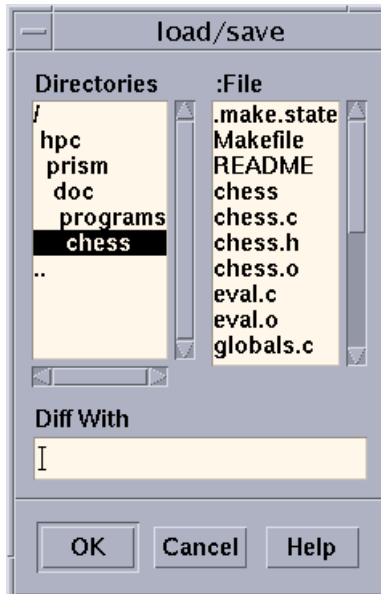 load/save
Directories
/
hpc
prism
doc
programs
chess
..
:File
.make.state
Makefile
README
chess
chess.c
chess.h
chess.o
eval.c
eval.o
globals.c
Diff With
OK Cancel Help